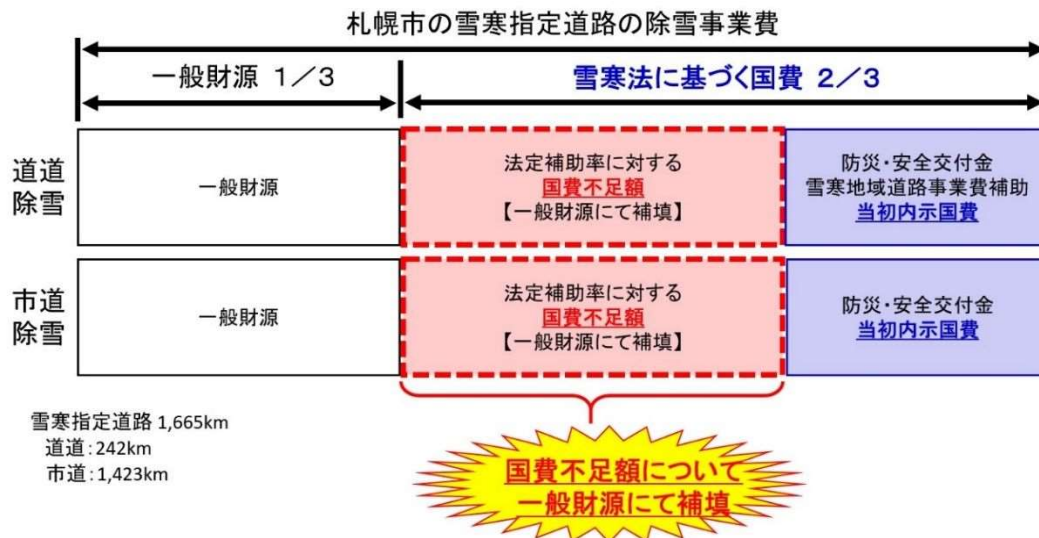 札幌市の雪寒指定道路の除雪事業費
一般財源 1／3
雪寒法に基づく国費 2／3
道道
除雪
一般財源
法定補助率に対する
国費不足額
【一般財源にて補填】
防災・安全交付金
雪寒地域道路事業費補助
当初内示国費
市道
除雪
一般財源
法定補助率に対する
国費不足額
【一般財源にて補填】
防災・安全交付金
当初内示国費
雪寒指定道路 1,665km
道道:242km
市道:1,423km
国費不足額について
一般財源にて補填